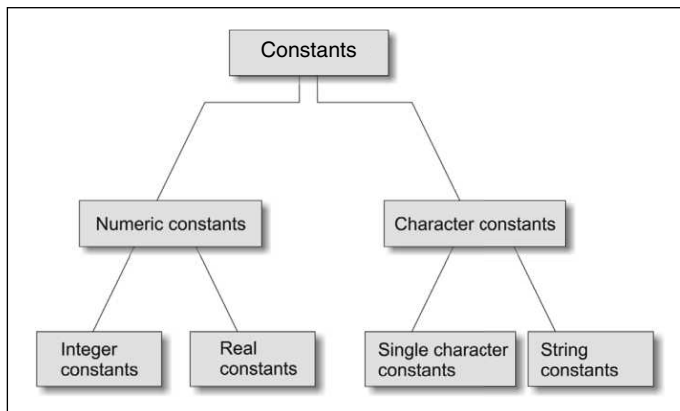 Constants
Numeric constants
Character constants
Integer
constants
Real
constants
Single character
constants
String
constants